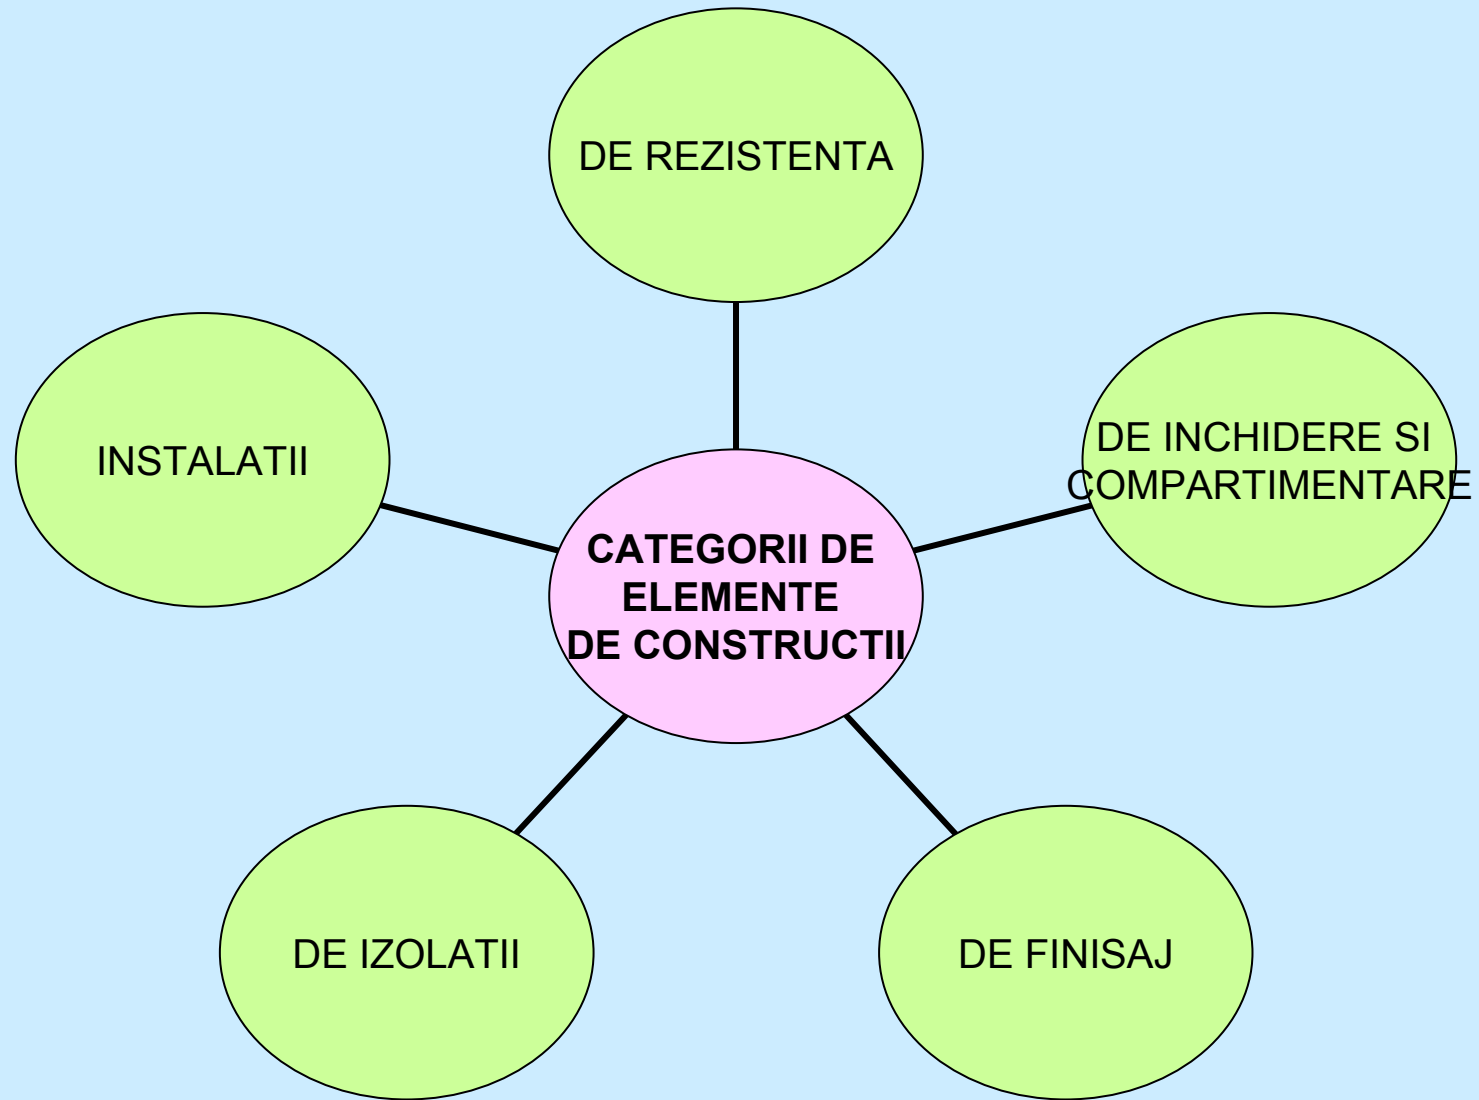 DE REZISTENTA
INSTALATII
DE INCHIDERE SI
COMPARTIMENTARE
CATEGORII DE
ELEMENTE
DE CONSTRUCTII
DE IZOLATII
DE FINISAJ